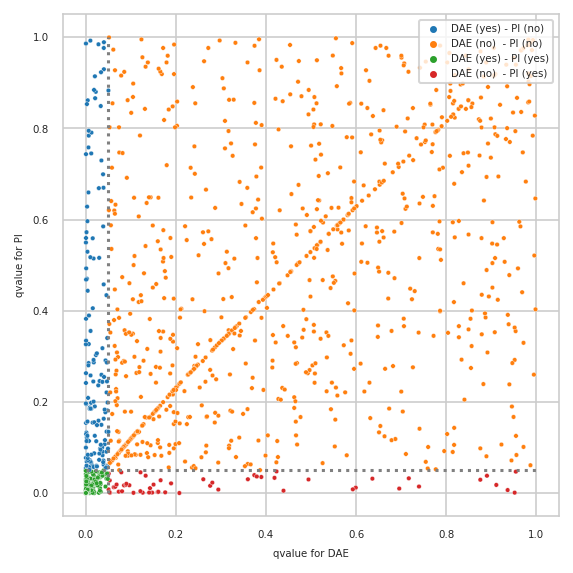 DAE (yes) - PI (no)
DAE (no)  - PI (no)
DAE (yes) - PI (yes)
DAE (no)  - PI (yes)
1.0
0.8
0.6
0.4
0.2
0.0
qvalue for PI
0.0 0.2 0.4 0.6 0.8 1.0
qvalue for DAE